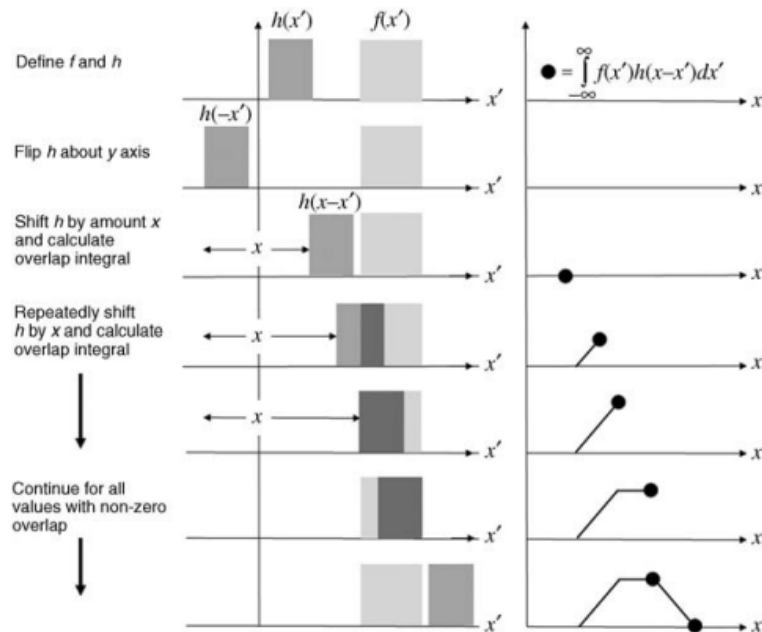 h(x′)
f(x′)
Define f and h
x′
● = ∫_{−∞}^{∞} f(x′)h(x–x′)dx′
x
h(–x′)
Flip h about y axis
x′
x
h(x–x′)
Shift h by amount x
and calculate
overlap integral
x
x′
x
Repeatedly shift
h by x and calculate
overlap integral
x
x′
x
x
x′
x
Continue for all
values with non-zero
overlap
x′
x
x′
x